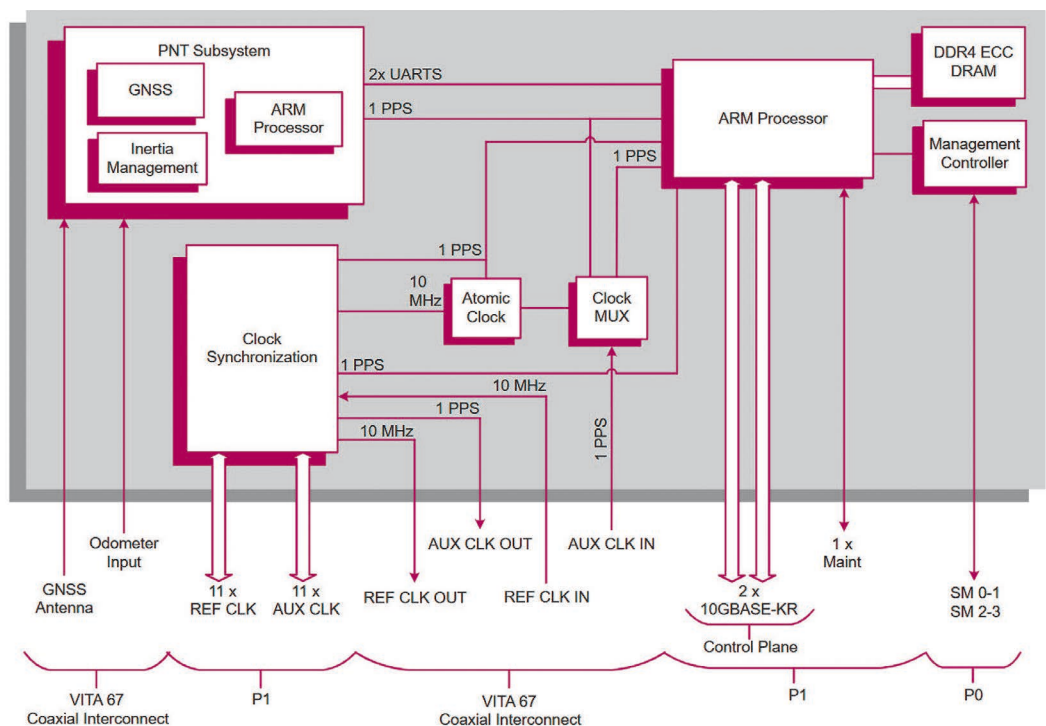 PNT Subsystem
GNSS
ARM
Processor
Inertia
Management
2x UARTS
1 PPS
ARM Processor
DDR4 ECC
DRAM
Management
Controller
1 PPS
1 PPS
10
MHz
Atomic
Clock
Clock
MUX
Clock
Synchronization
1 PPS
10 MHz
1 PPS
10 MHz
1 PPS
Odometer
Input
GNSS
Antenna
11 x
REF CLK
11 x
AUX CLK
AUX CLK OUT
REF CLK OUT
AUX CLK IN
REF CLK IN
2 x
10GBASE-KR
Control Plane
1 x
Maint
SM 0-1
SM 2-3
VITA 67
Coaxial Interconnect
P1
VITA 67
Coaxial Interconnect
P1
P0